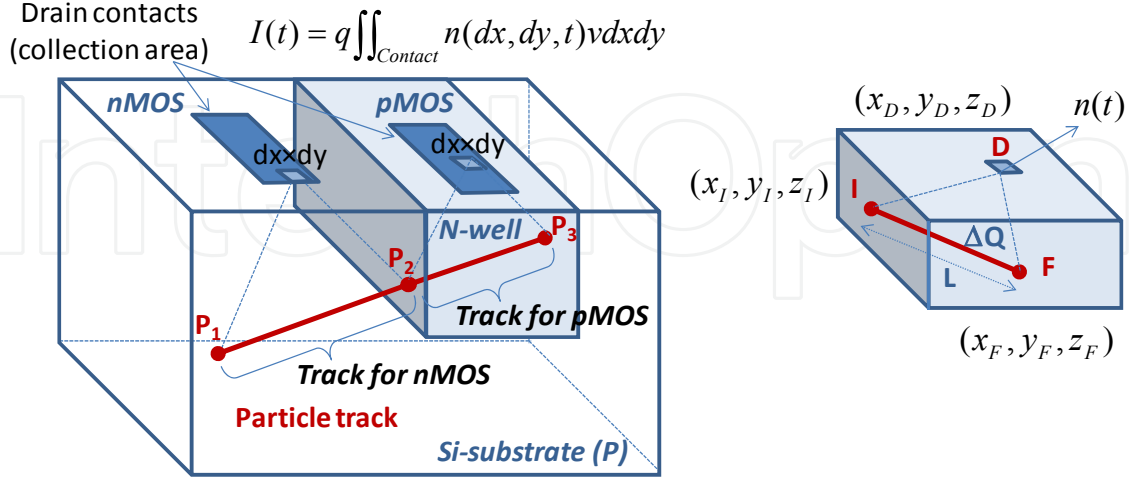 Drain contacts
(collection area)
I(t) = q∬_Contact n(dx, dy, t)vdxdy
nMOS
pMOS
dx×dy
dx×dy
N-well
P3
P2
P1
Track for pMOS
Track for nMOS
Particle track
Si-substrate (P)
(x_D, y_D, z_D)
n(t)
D
(x_I, y_I, z_I)
I
ΔQ
L
F
(x_F, y_F, z_F)
IntechOpen